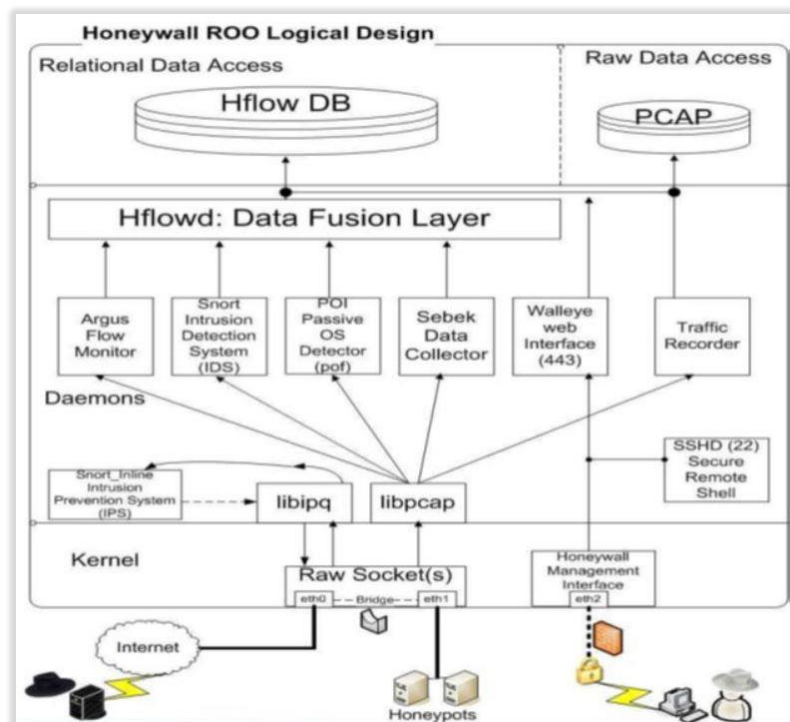 Honeywall ROO Logical Design
Relational Data Access
Raw Data Access
Hflow DB
PCAP
Hflowd: Data Fusion Layer
Argus
Flow
Monitor
Snort
Intrusion
Detection
System
(IDS)
POI
Passive
OS
Detector
(pof)
Sebek
Data
Collector
Walleye
web
Interface
(443)
Traffic
Recorder
Daemons
SSHD (22)
Secure
Remote
Shell
Snort_Inline
Intrusion
Prevention System
(IPS)
libipq
libpcap
Kernel
Raw Socket(s)
eth0
Bridge
eth1
Honeywall
Management
Interface
eth2
Internet
Honeypots